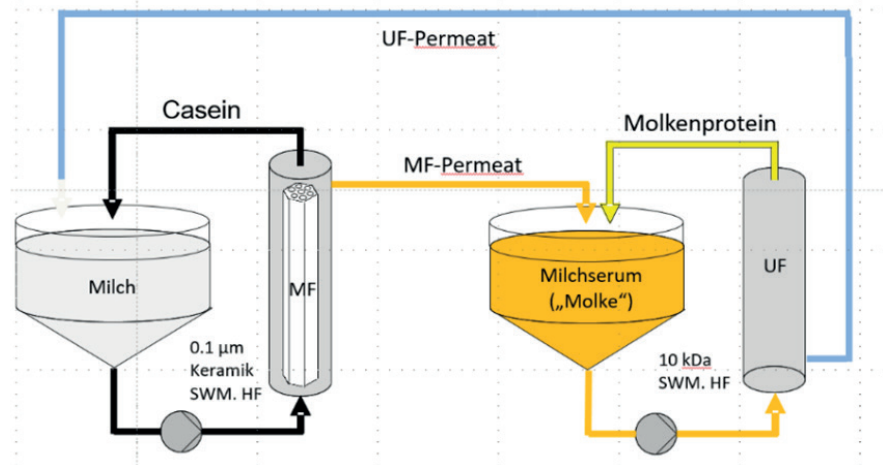 UF-Permeat
Casein
Molkenprotein
MF-Permeat
Milch
MF
Milchserum
(„Molke“)
UF
0.1 µm
Keramik
SWM. HF
10 kDa
SWM. HF